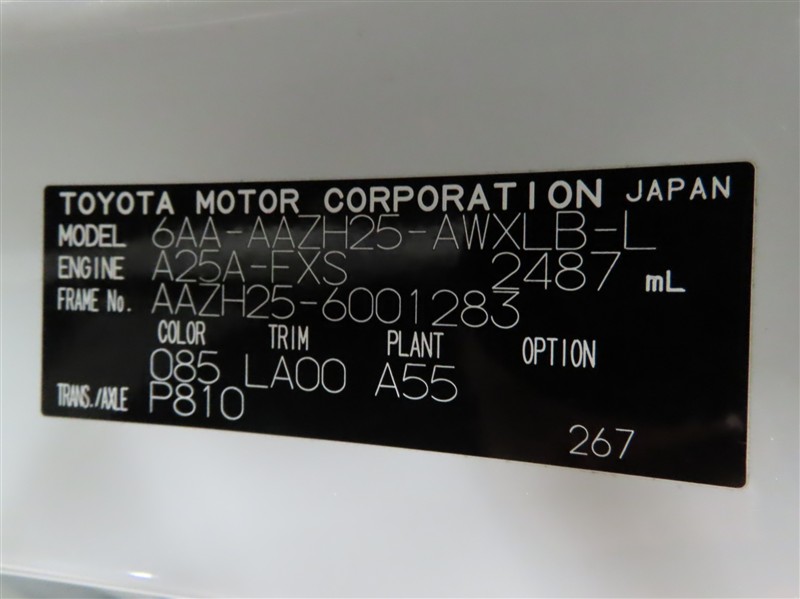 TOYOTA MOTOR CORPORATION JAPAN
MODEL 6AA-AAZH25-AWXLB-L
ENGINE A25A-FXS 2487 mL
FRAME No. AAZH25-6001283
COLOR TRIM PLANT OPTION
085 LA00 A55
TRANS./AXLE P810
267